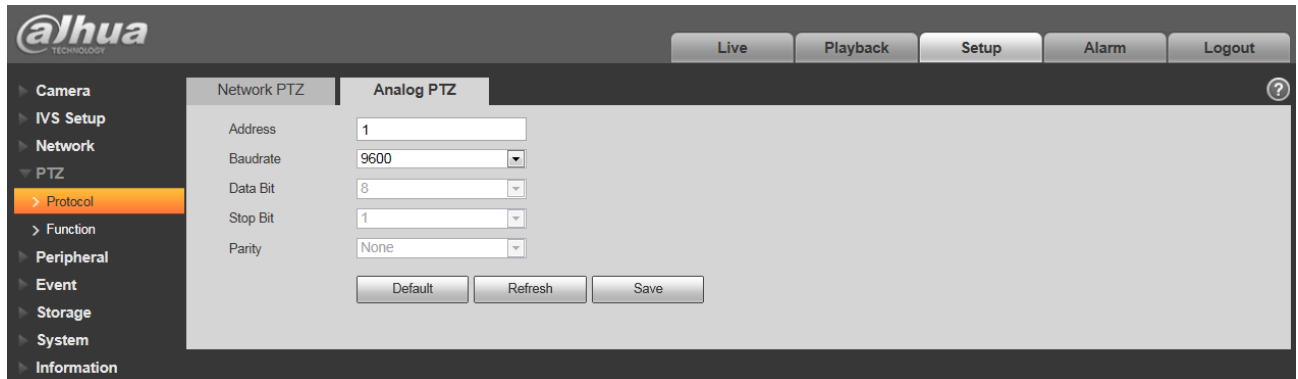 alhua
TECHNOLOGY
Live Playback Setup Alarm Logout
Camera
IVS Setup
Network
PTZ
> Protocol
> Function
Peripheral
Event
Storage
System
Information
Network PTZ Analog PTZ ?
Address 1
Baudrate 9600
Data Bit 8
Stop Bit 1
Parity None
Default Refresh Save